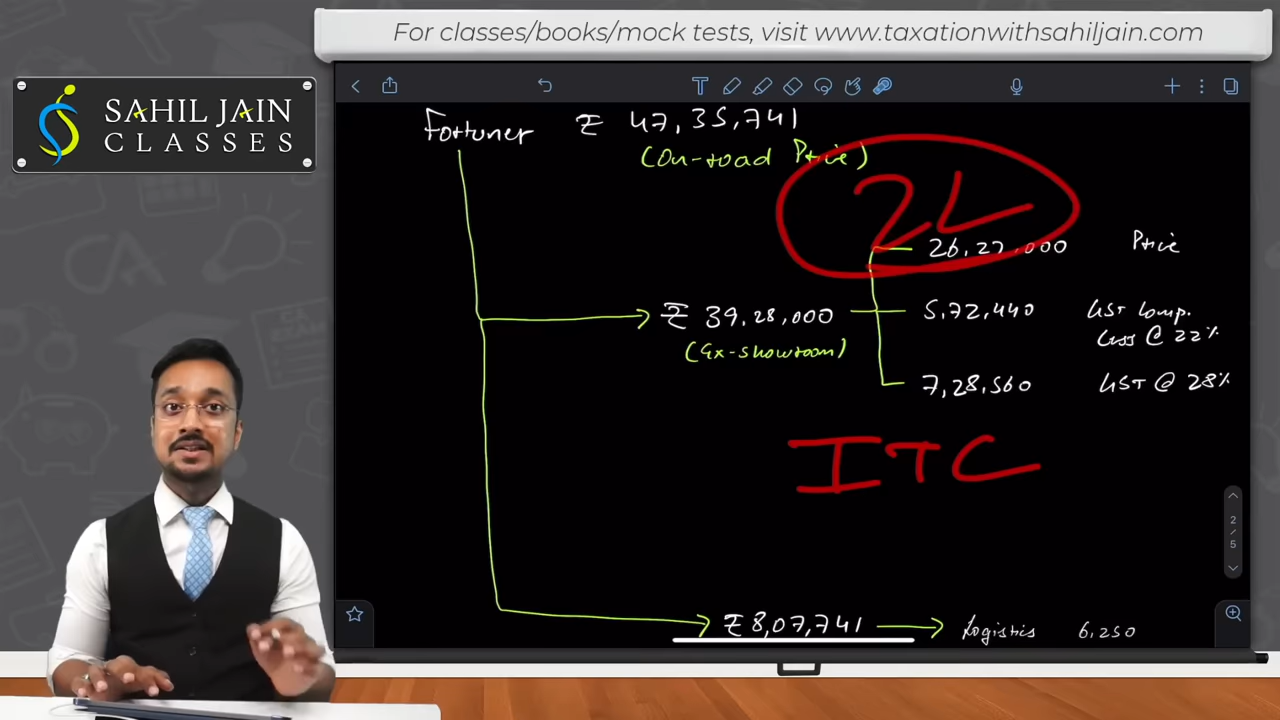 For classes/books/mock tests, visit www.taxationwithsahiljain.com
SAHIL JAIN
CLASSES
Fortuner ₹ 47,35,741
(On-road Price)
2L
26,27,000 Price
₹ 39,28,000
(Ex-showroom)
5,72,440 GST Comp.
Cess @ 22%
7,28,560 GST @ 28%
ITC
₹ 8,07,741
Logistics 6,250
2
/
5